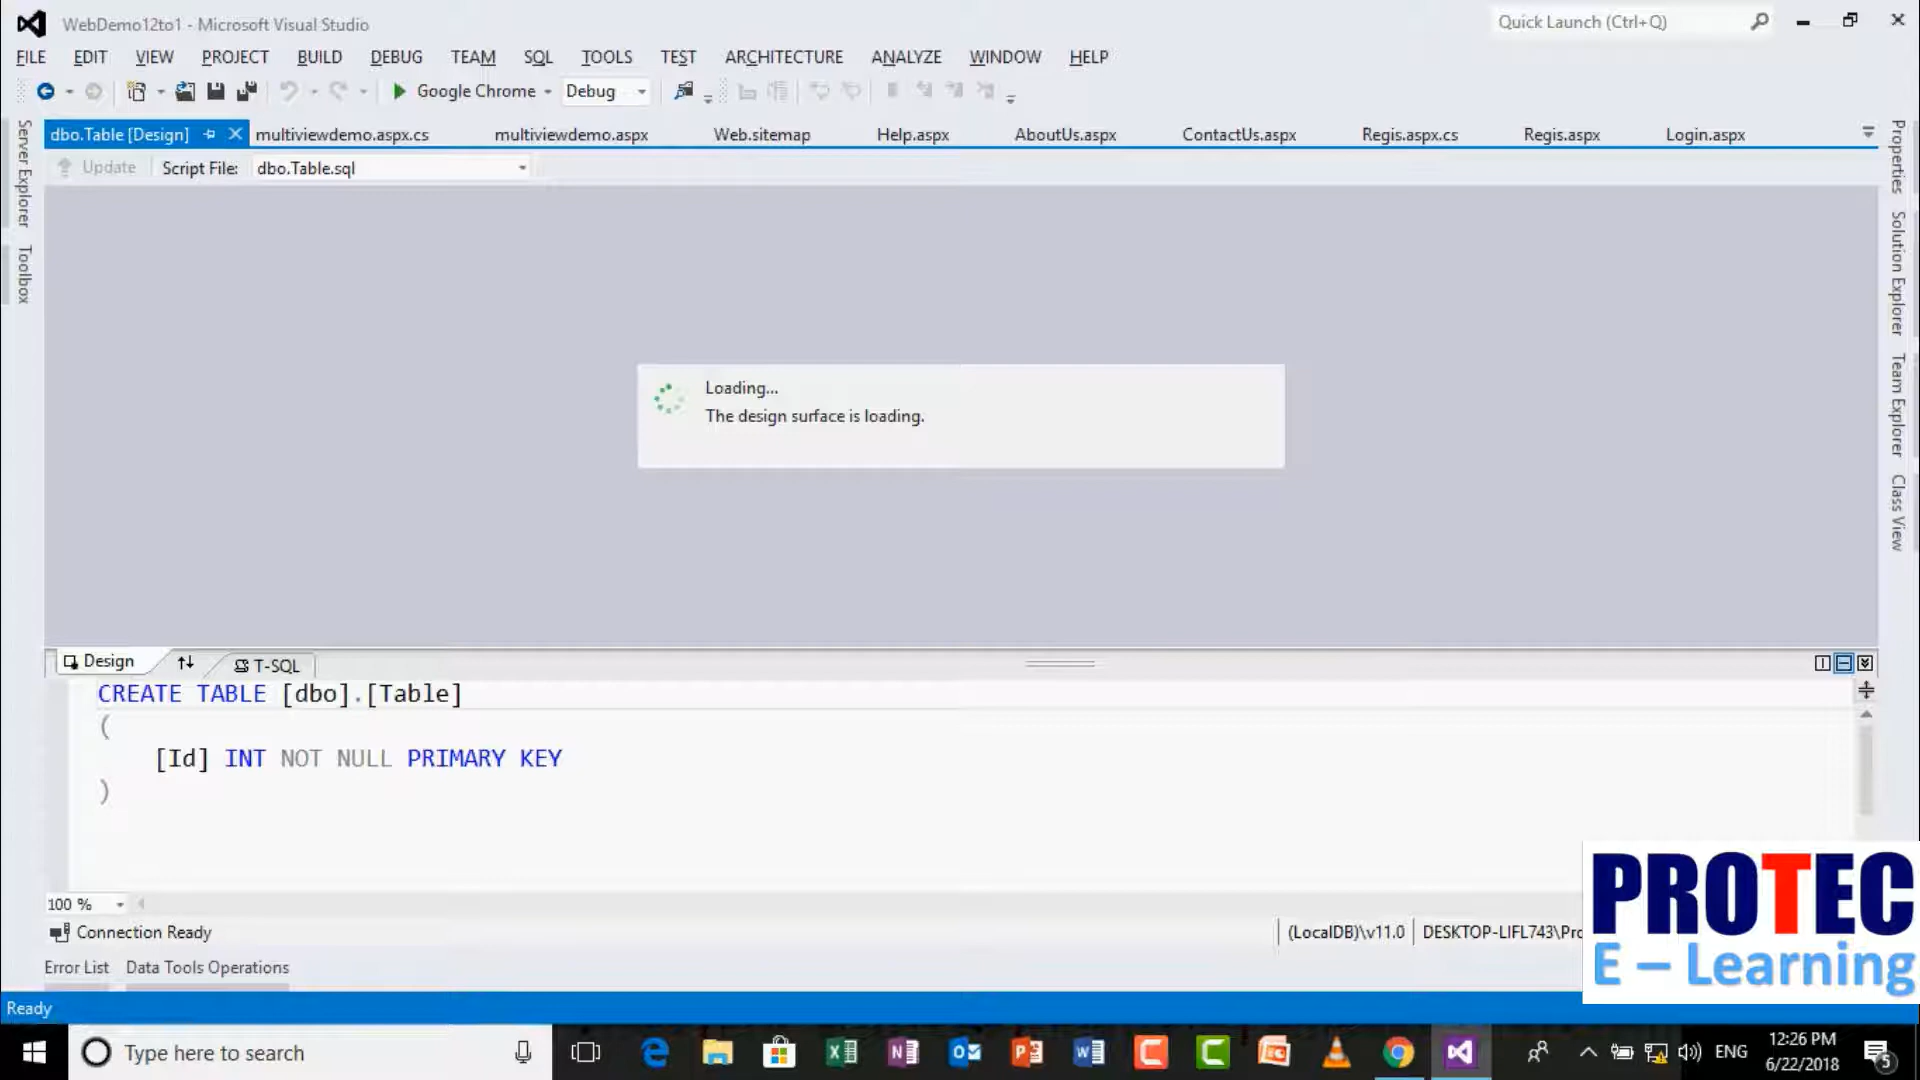 WebDemo12to1 - Microsoft Visual Studio
Quick Launch (Ctrl+Q)
FILE EDIT VIEW PROJECT BUILD DEBUG TEAM SQL TOOLS TEST ARCHITECTURE ANALYZE WINDOW HELP
Google Chrome Debug
dbo.Table [Design] multiviewdemo.aspx.cs multiviewdemo.aspx Web.sitemap Help.aspx AboutUs.aspx ContactUs.aspx Regis.aspx.cs Regis.aspx Login.aspx
Update Script File: dbo.Table.sql
Server Explorer
Toolbox
Properties
Solution Explorer
Team Explorer
Class View
Loading...
The design surface is loading.
Design T-SQL
CREATE TABLE [dbo].[Table]
(
[Id] INT NOT NULL PRIMARY KEY
)
100 %
Connection Ready (LocalDB)\v11.0 DESKTOP-LIFL743\Pro
PROTEC
E – Learning
Error List Data Tools Operations
Ready
Type here to search
ENG
12:26 PM
6/22/2018
5